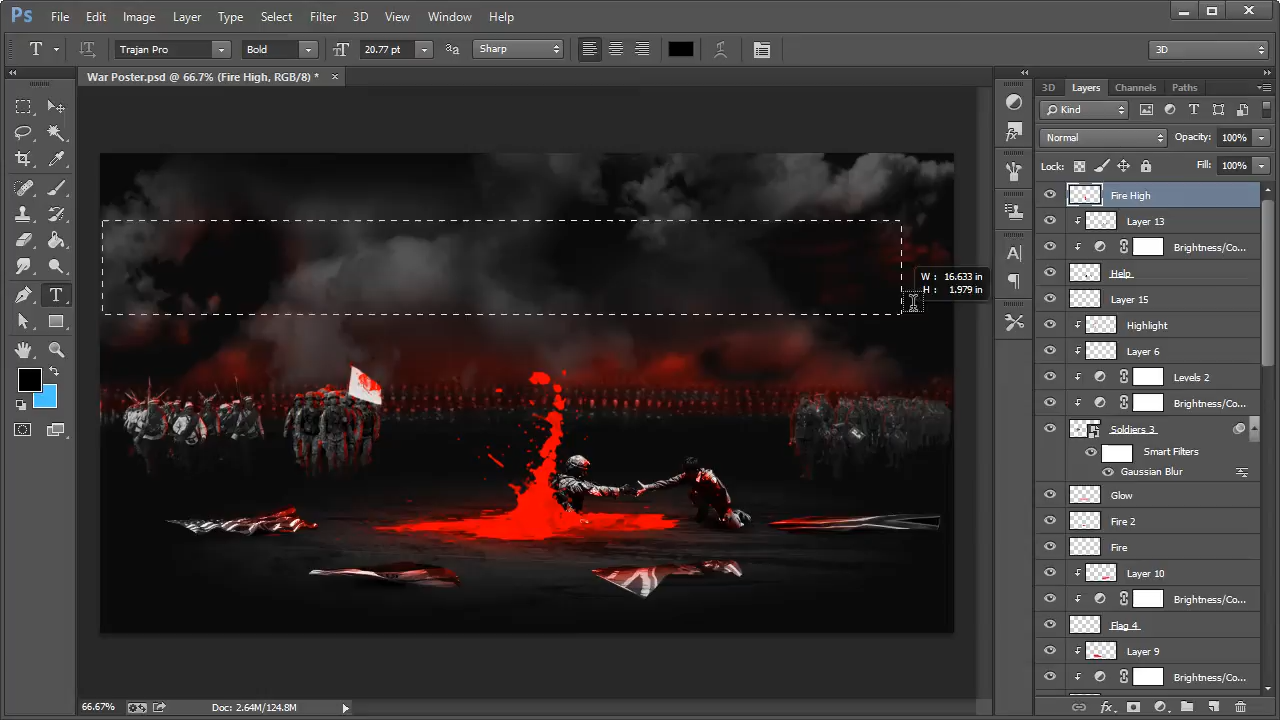 Ps File Edit Image Layer Type Select Filter 3D View Window Help
T Trajan Pro Bold 20.77 pt Sharp 3D
War Poster.psd @ 66.7% (Fire High, RGB/8) *
3D Layers Channels Paths
Kind
Normal Opacity: 100%
Lock: Fill: 100%
Fire High
Layer 13
Brightness/Co...
Help
Layer 15
Highlight
Layer 6
Levels 2
Brightness/Co...
Soldiers 3
Smart Filters
Gaussian Blur
Glow
Fire 2
Fire
Layer 10
Brightness/Co...
Flag 4
Layer 9
Brightness/Co...
W: 16.633 in
H: 1.979 in
66.67% Doc: 2.64M/124.8M